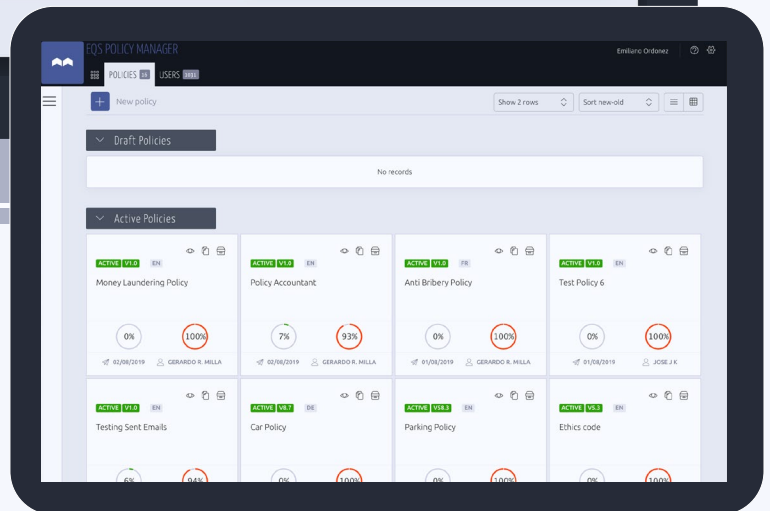 EQS POLICY MANAGER
Emiliano Ordonez
POLICIES 15 USERS 2021
New policy
Show 2 rows
Sort new-old
Draft Policies
No records
Active Policies
ACTIVE V1.0 EN
Money Laundering Policy
0% 100%
02/08/2019 GERARDO R. MILLA
ACTIVE V1.0 EN
Policy Accountant
7% 93%
02/08/2019 GERARDO R. MILLA
ACTIVE V1.0 FR
Anti Bribery Policy
0% 100%
01/08/2019 GERARDO R. MILLA
ACTIVE V1.0 EN
Test Policy 6
0% 100%
01/08/2019 JOSE J K
ACTIVE V1.0 EN
Testing Sent Emails
6% 94%
ACTIVE V8.7 DE
Car Policy
0% 100%
ACTIVE V58.3 EN
Parking Policy
0% 100%
ACTIVE V5.3 EN
Ethics code
0% 100%